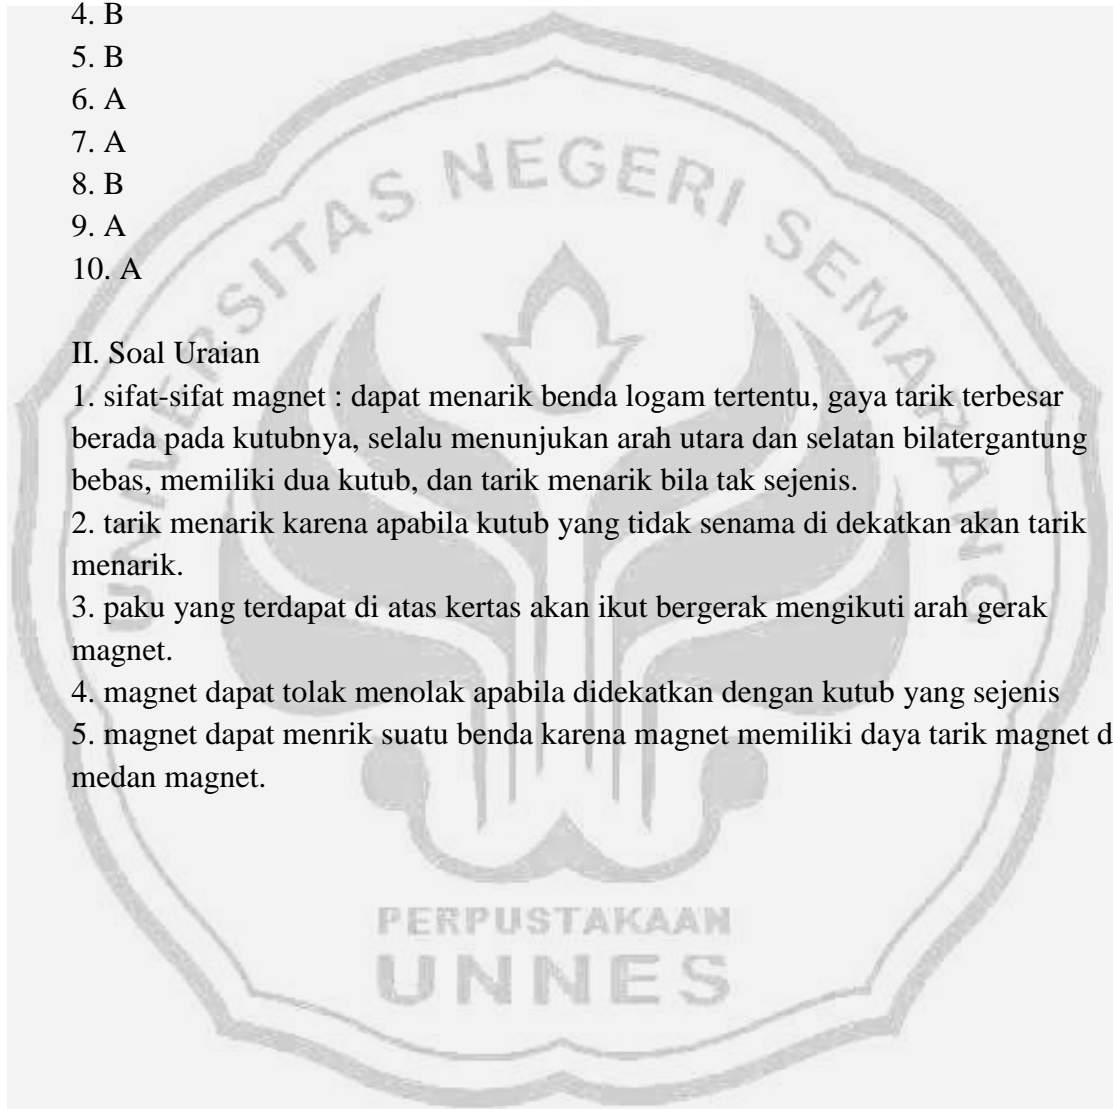 4. B
5. B
6. A
7. A
8. B
9. A
10. A
II. Soal Uraian
1. sifat-sifat magnet : dapat menarik benda logam tertentu, gaya tarik terbesar
berada pada kutubnya, selalu menunjukan arah utara dan selatan bilatergantung
bebas, memiliki dua kutub, dan tarik menarik bila tak sejenis.
2. tarik menarik karena apabila kutub yang tidak senama di dekatkan akan tarik
menarik.
3. paku yang terdapat di atas kertas akan ikut bergerak mengikuti arah gerak
magnet.
4. magnet dapat tolak menolak apabila didekatkan dengan kutub yang sejenis
5. magnet dapat menrik suatu benda karena magnet memiliki daya tarik magnet d
medan magnet.
UNIVERSITAS NEGERI SEMARANG
PERPUSTAKAAN
UNNES